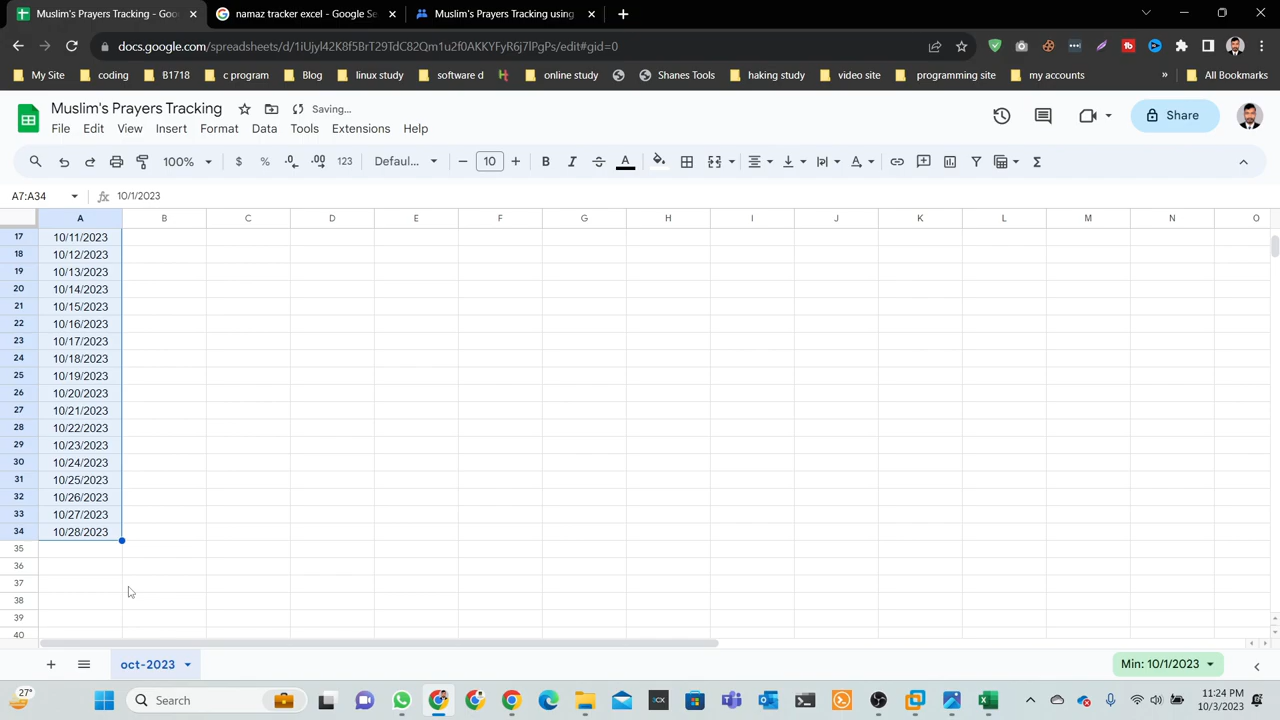 Muslim's Prayers Tracking - Goo
namaz tracker excel - Google Se
Muslim's Prayers Tracking using
docs.google.com/spreadsheets/d/1iUjyl42K8f5BrT29TdC82Qm1u2f0AKKYFyR6j7lPgPs/edit#gid=0
My Site coding B1718 c program Blog linux study software d online study Shanes Tools haking study video site programming site my accounts » All Bookmarks
Muslim's Prayers Tracking Saving...
File Edit View Insert Format Data Tools Extensions Help
Share
100% $ % .0 .00 123 Defaul... 10 B I S A
A7:A34 fx 10/1/2023
A B C D E F G H I J K L M N O
17 10/11/2023
18 10/12/2023
19 10/13/2023
20 10/14/2023
21 10/15/2023
22 10/16/2023
23 10/17/2023
24 10/18/2023
25 10/19/2023
26 10/20/2023
27 10/21/2023
28 10/22/2023
29 10/23/2023
30 10/24/2023
31 10/25/2023
32 10/26/2023
33 10/27/2023
34 10/28/2023
35
36
37
38
39
40
oct-2023 Min: 10/1/2023
27° Search 11:24 PM
10/3/2023